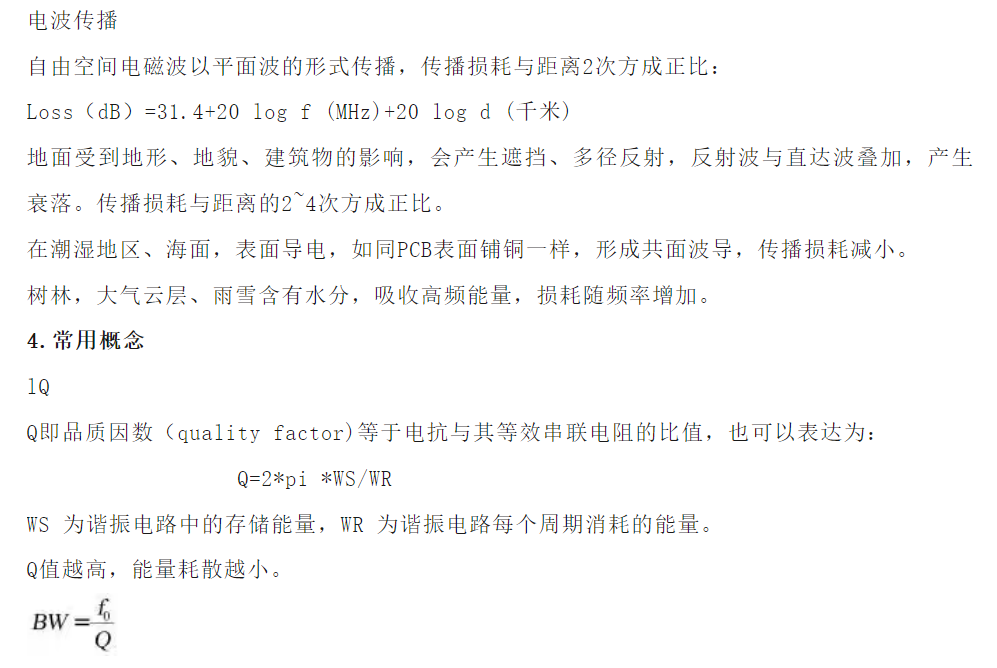 电波传播
自由空间电磁波以平面波的形式传播，传播损耗与距离2次方成正比：
Loss（dB）=31.4+20 log f (MHz)+20 log d (千米)
地面受到地形、地貌、建筑物的影响，会产生遮挡、多径反射，反射波与直达波叠加，产生
衰落。传播损耗与距离的2~4次方成正比。
在潮湿地区、海面，表面导电，如同PCB表面铺铜一样，形成共面波导，传播损耗减小。
树林，大气云层、雨雪含有水分，吸收高频能量，损耗随频率增加。
4.常用概念
lQ
Q即品质因数（quality factor)等于电抗与其等效串联电阻的比值，也可以表达为：
Q=2*pi *WS/WR
WS 为谐振电路中的存储能量，WR 为谐振电路每个周期消耗的能量。
Q值越高，能量耗散越小。
BW = f₀/Q